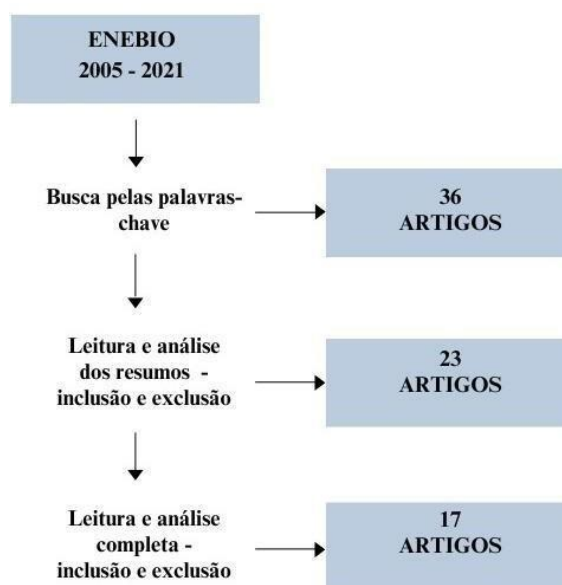 ENEBIO
2005 - 2021
Busca pelas palavras-
chave
36
ARTIGOS
Leitura e análise
dos resumos -
inclusão e exclusão
23
ARTIGOS
Leitura e análise
completa -
inclusão e exclusão
17
ARTIGOS